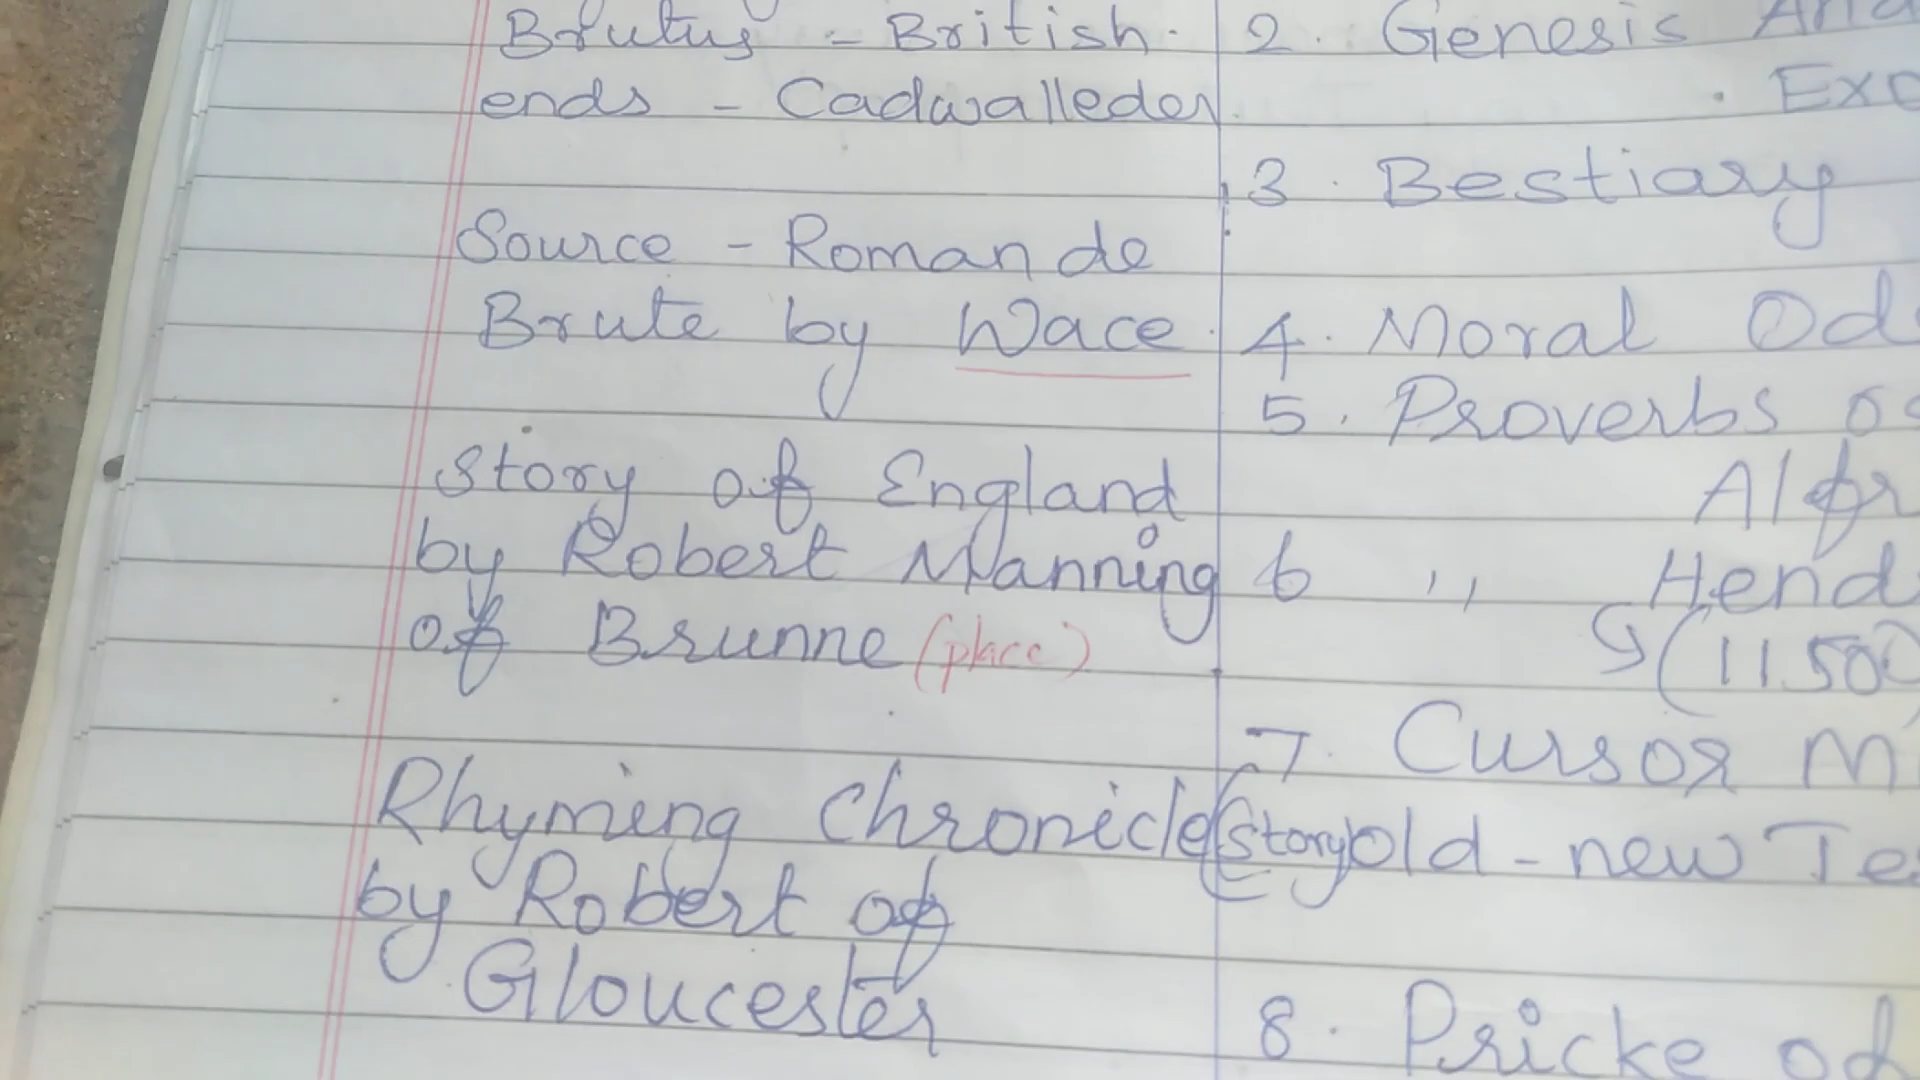 Brutus - British.
ends - Cadwalleder.
Source - Roman de
Brute by Wace.
Story of England
by Robert Manning
of Brunne (place)
Rhyming Chronicle
by Robert of
Gloucester
2. Genesis
3. Bestiary
4. Moral
5. Proverbs
6 ,,
7. Cursor
(Story) old - new
8. Pricke of